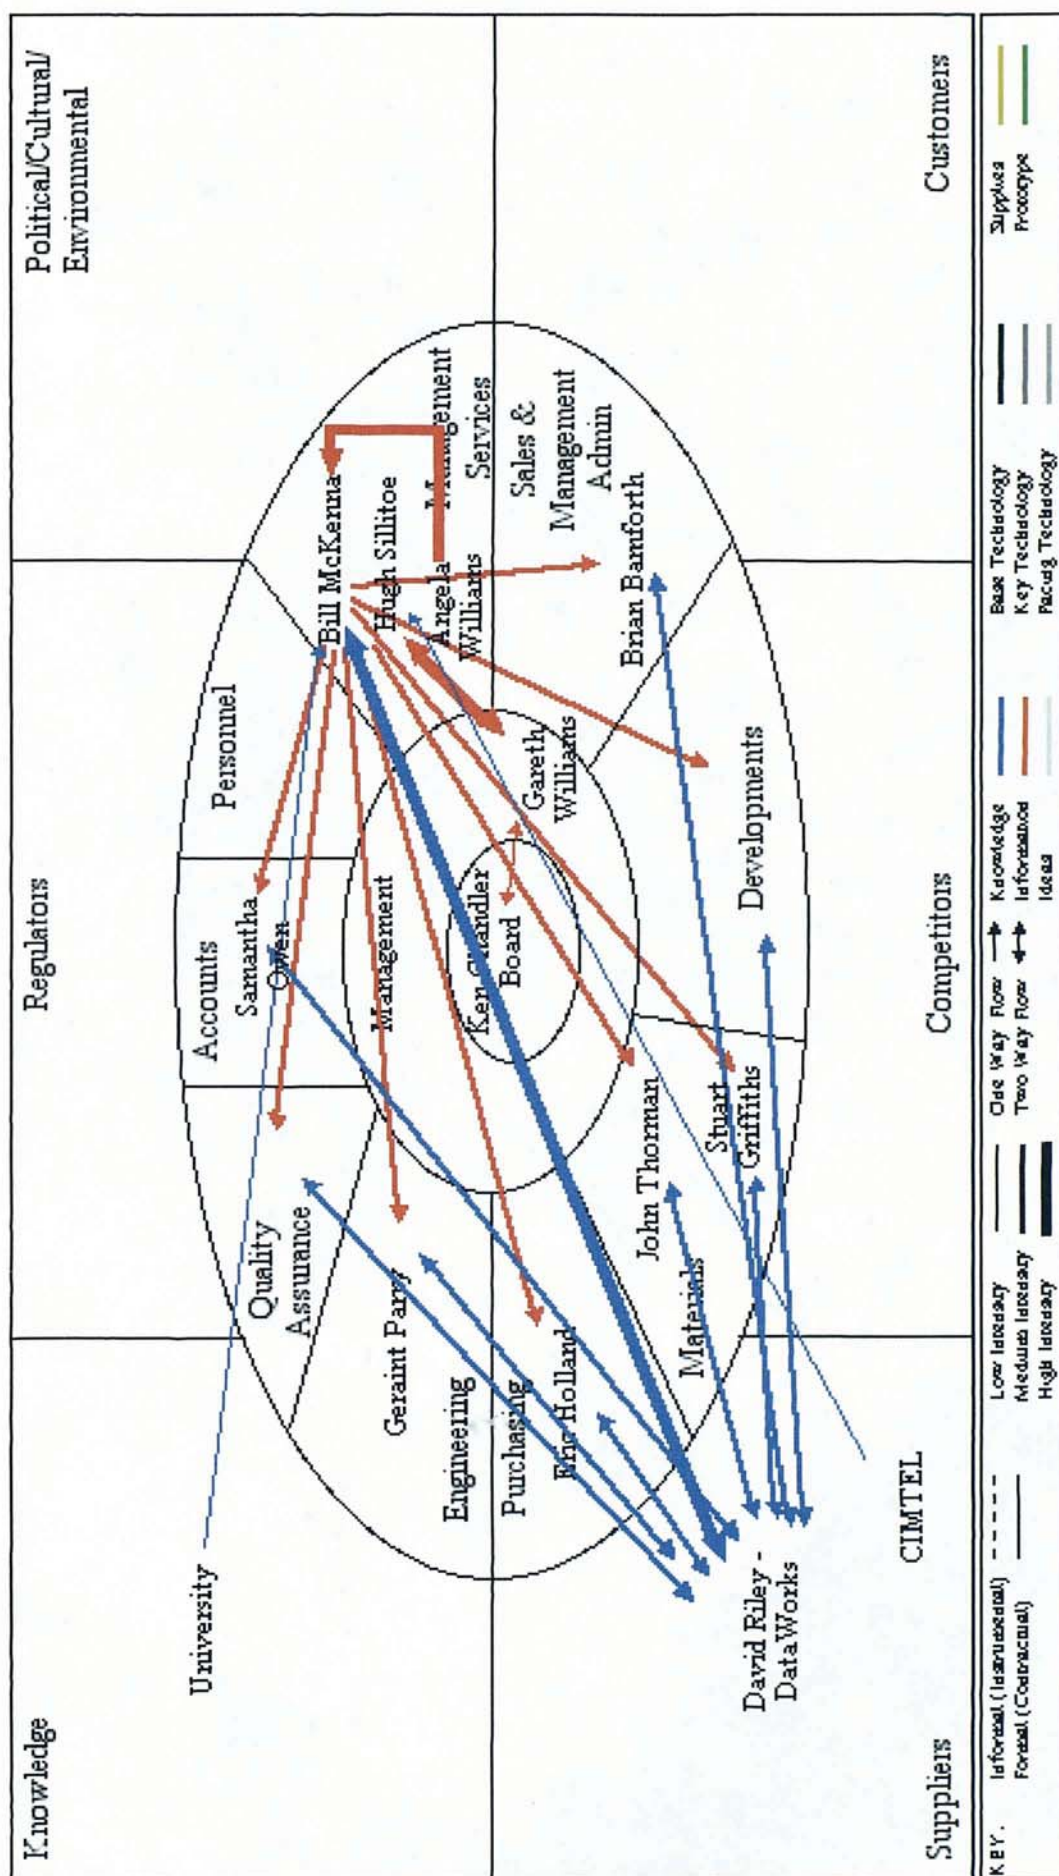 Knowledge
Regulators
Political/Cultural/
Environmental
University
Quality
Assurance
Accounts
Samantha
Owen
Personnel
Bill McKenna
Hugh Sillitoe
Angela
Williams
Management
Services
Geraint Parry
Engineering
Management
Ken Chandler
Board
Gareth
Williams
Sales &
Management
Admin
Brian Bamforth
Purchasing
Eric Holland
Materials
John Thorman
Stuart
Griffiths
Developments
David Riley -
DataWorks
CIMTEL
Suppliers
Competitors
Customers
KEY.
Informal (Instrumental)
Formal (Contractual)
Low Intensity
Medium Intensity
High Intensity
One Way Flow
Two Way Flow
Knowledge
Informance
Ideas
Base Technology
Key Technology
Pacing Technology
Supplies
Prototype